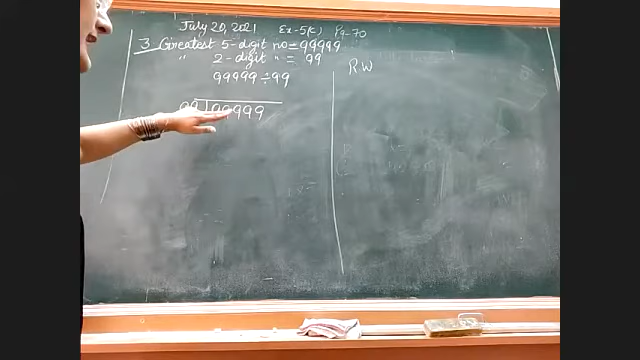 July 20, 2021 Ex-5(c) Pg-70
3 Greatest 5-digit no = 99999
" 2-digit " = 99
99999 ÷ 99
R.W
99 99999